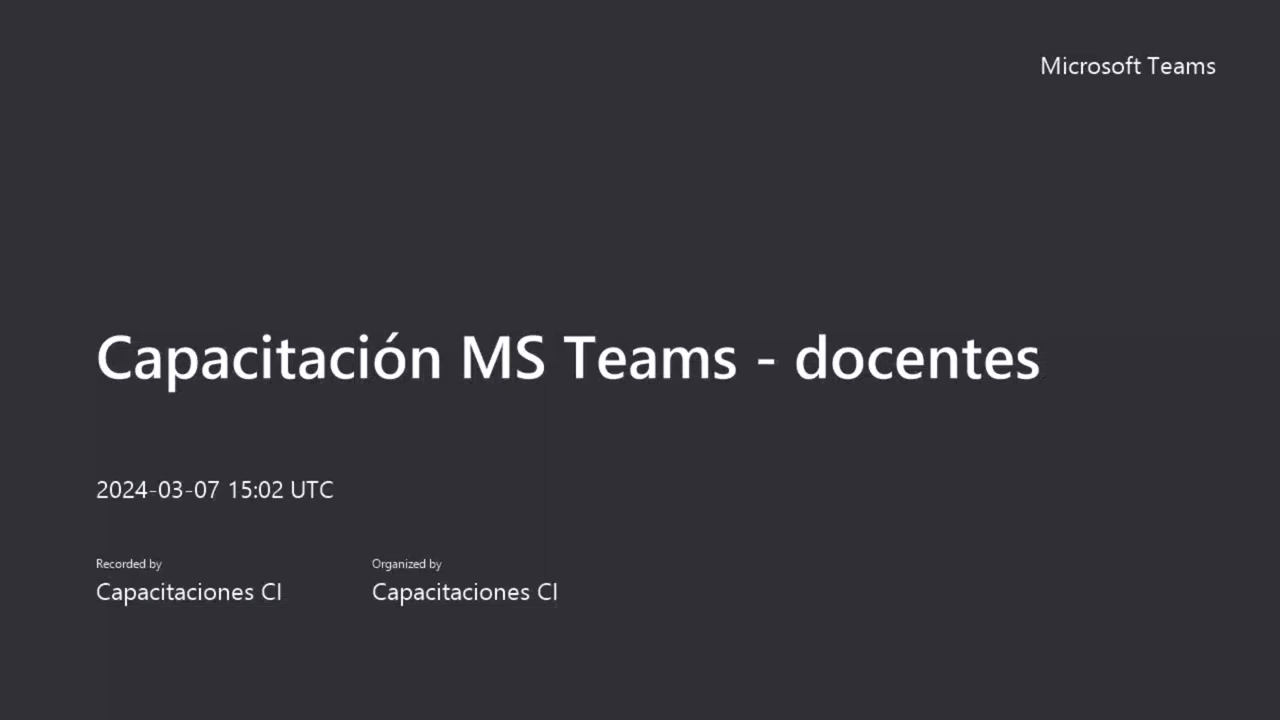 Microsoft Teams
Capacitación MS Teams - docentes
2024-03-07 15:02 UTC
Recorded by
Organized by
Capacitaciones CI
Capacitaciones CI